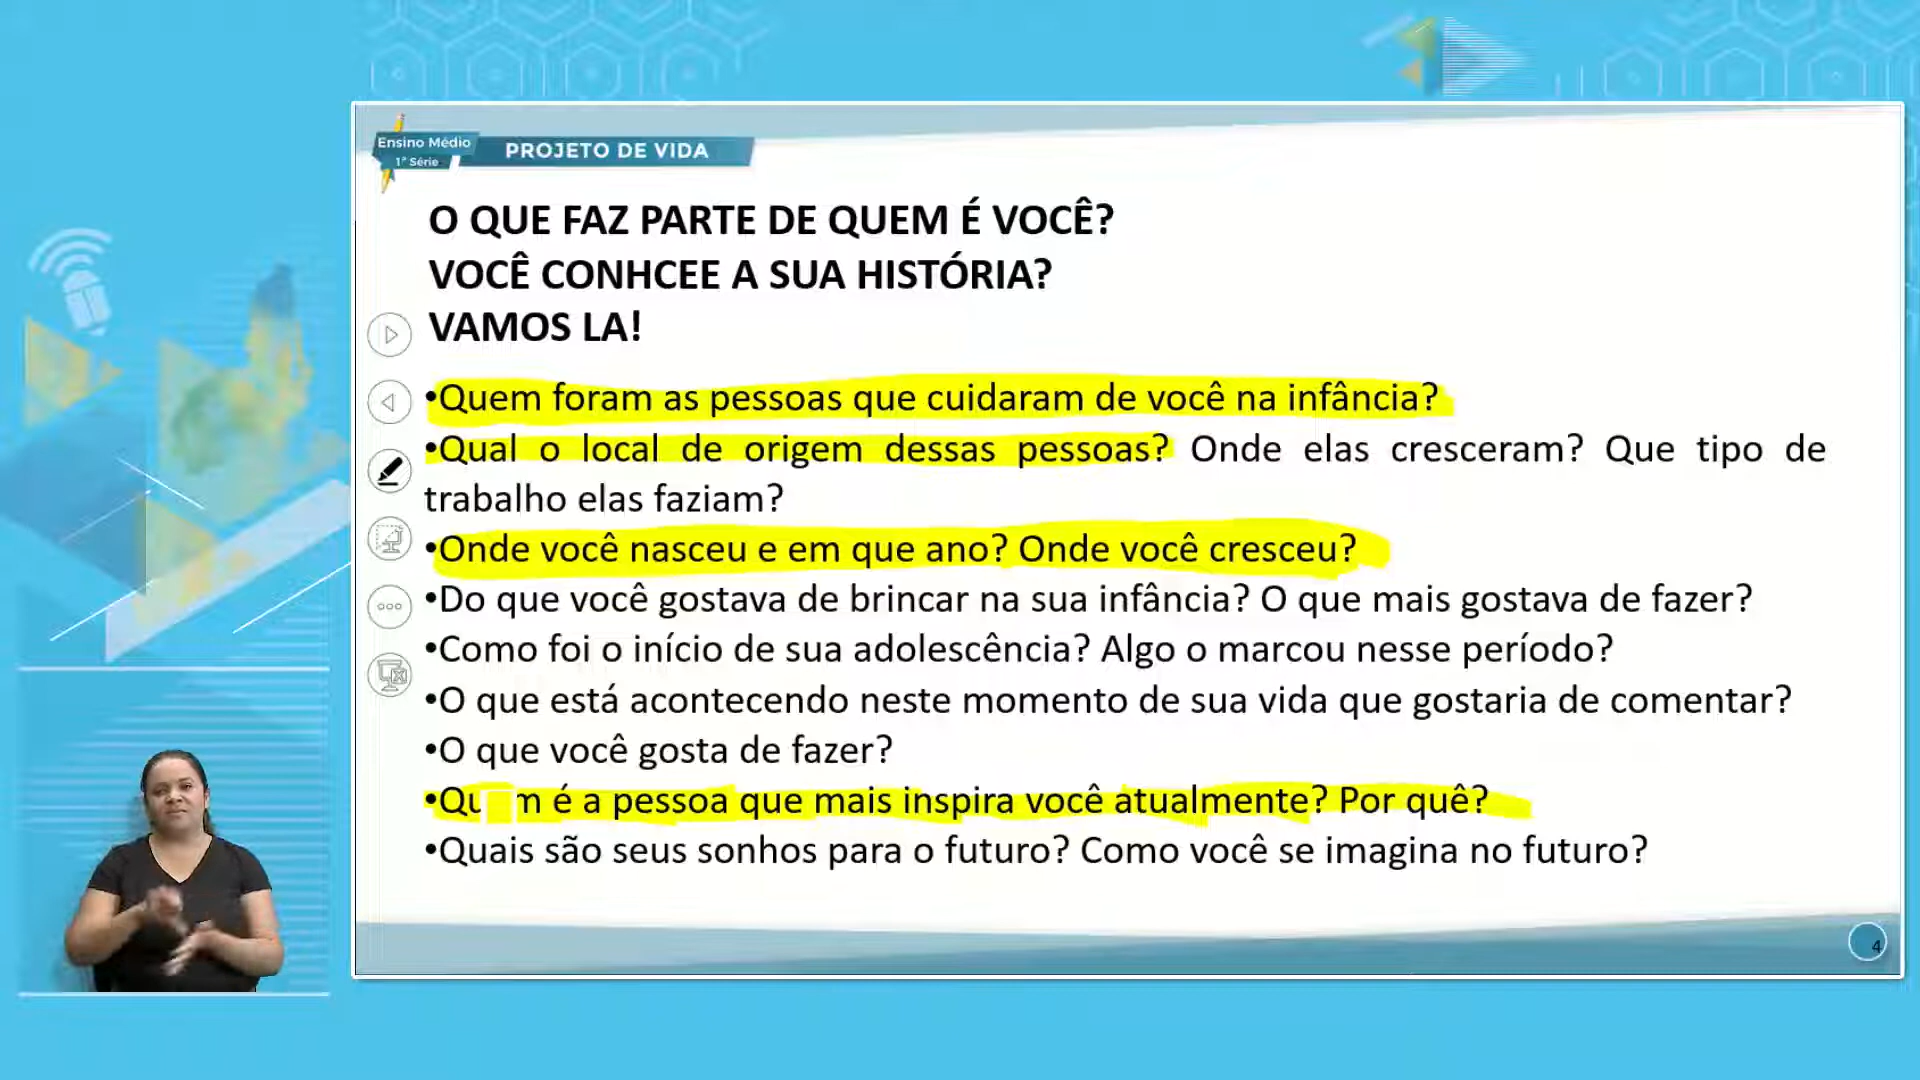 Ensino Médio
1ª Série
PROJETO DE VIDA
O QUE FAZ PARTE DE QUEM É VOCÊ?
VOCÊ CONHCEE A SUA HISTÓRIA?
VAMOS LA!
•Quem foram as pessoas que cuidaram de você na infância?
•Qual o local de origem dessas pessoas? Onde elas cresceram? Que tipo de
trabalho elas faziam?
•Onde você nasceu e em que ano? Onde você cresceu?
•Do que você gostava de brincar na sua infância? O que mais gostava de fazer?
•Como foi o início de sua adolescência? Algo o marcou nesse período?
•O que está acontecendo neste momento de sua vida que gostaria de comentar?
•O que você gosta de fazer?
•Quem é a pessoa que mais inspira você atualmente? Por quê?
•Quais são seus sonhos para o futuro? Como você se imagina no futuro?
4